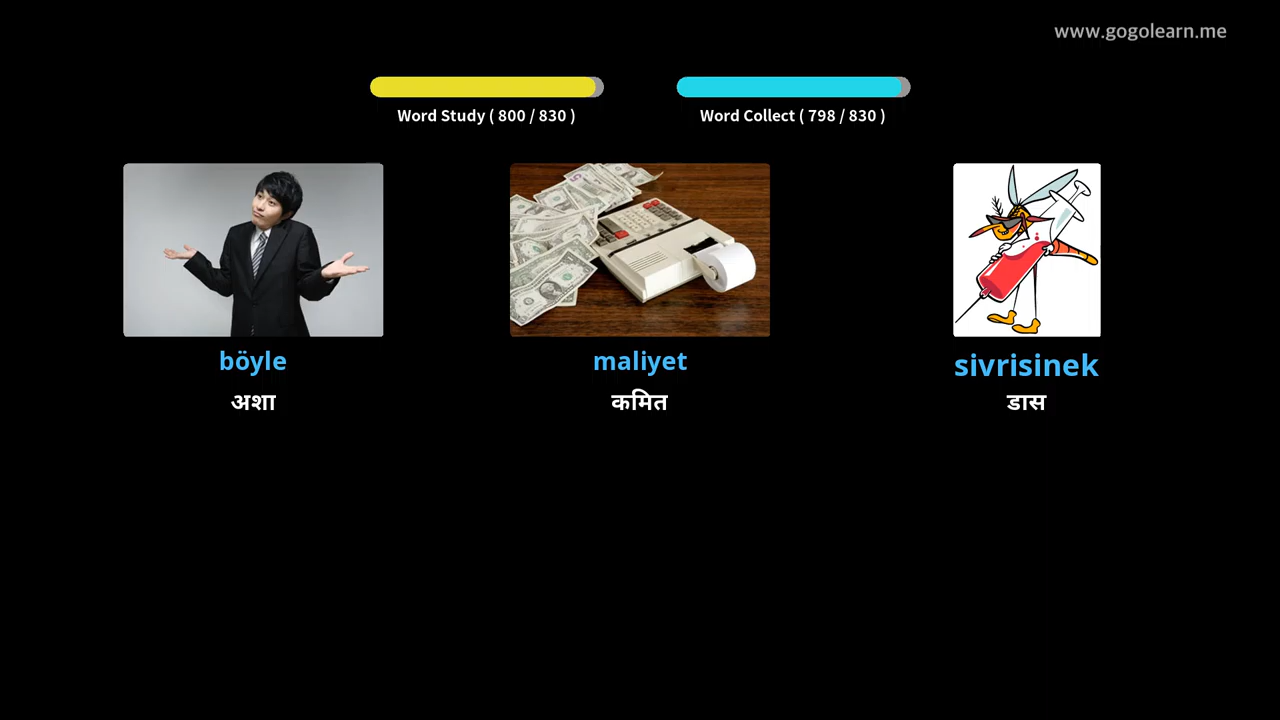 www.gogolearn.me
Word Study ( 800 / 830 )
Word Collect ( 798 / 830 )
böyle
maliyet
sivrisinek
अशा
कमित
डास